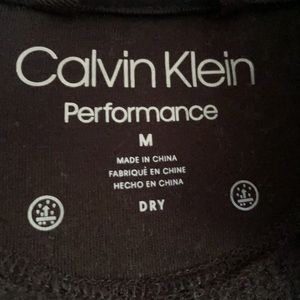 Calvin Klein
Performance
M
MADE IN CHINA
FABRIQUÉ EN CHINE
HECHO EN CHINA
DRY